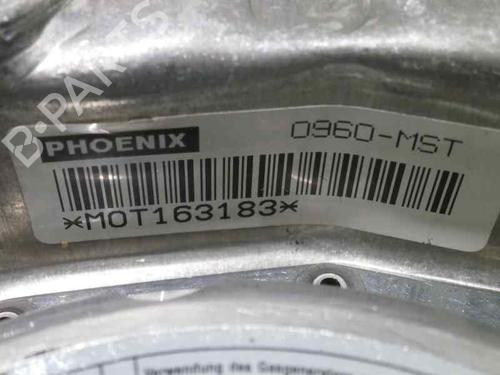 B-PARTS
PHOENIX 0960-MST
*MOT163183*
Verwendung des Gasgenerators